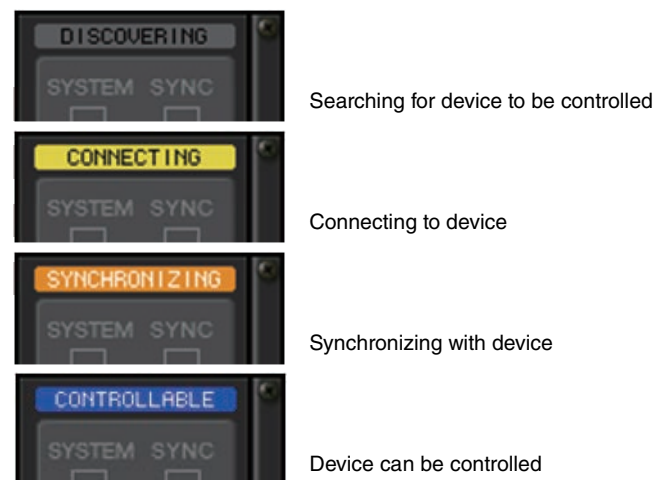 DISCOVERING
SYSTEM SYNC
Searching for device to be controlled
CONNECTING
SYSTEM SYNC
Connecting to device
SYNCHRONIZING
SYSTEM SYNC
Synchronizing with device
CONTROLLABLE
SYSTEM SYNC
Device can be controlled